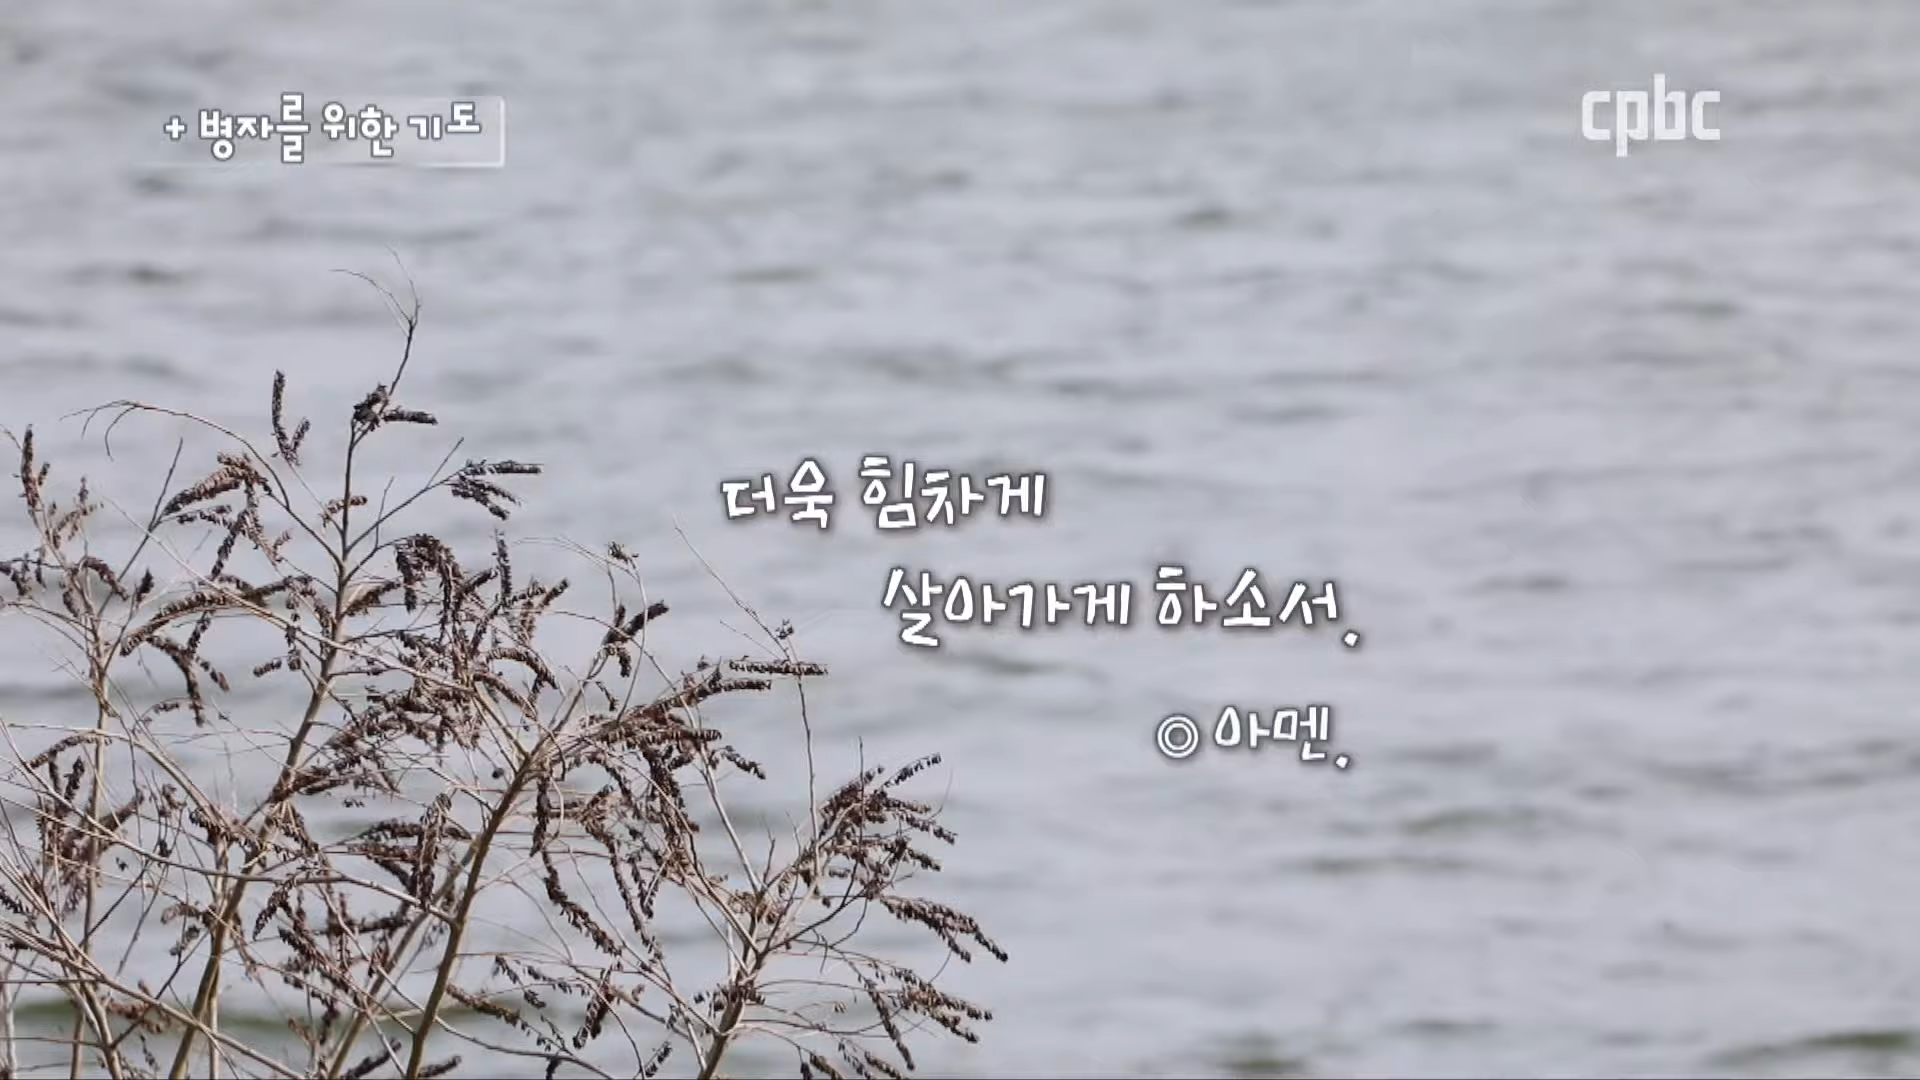 + 병자를 위한 기도
cpbc
더욱 힘차게
살아가게 하소서.
◎ 아멘.